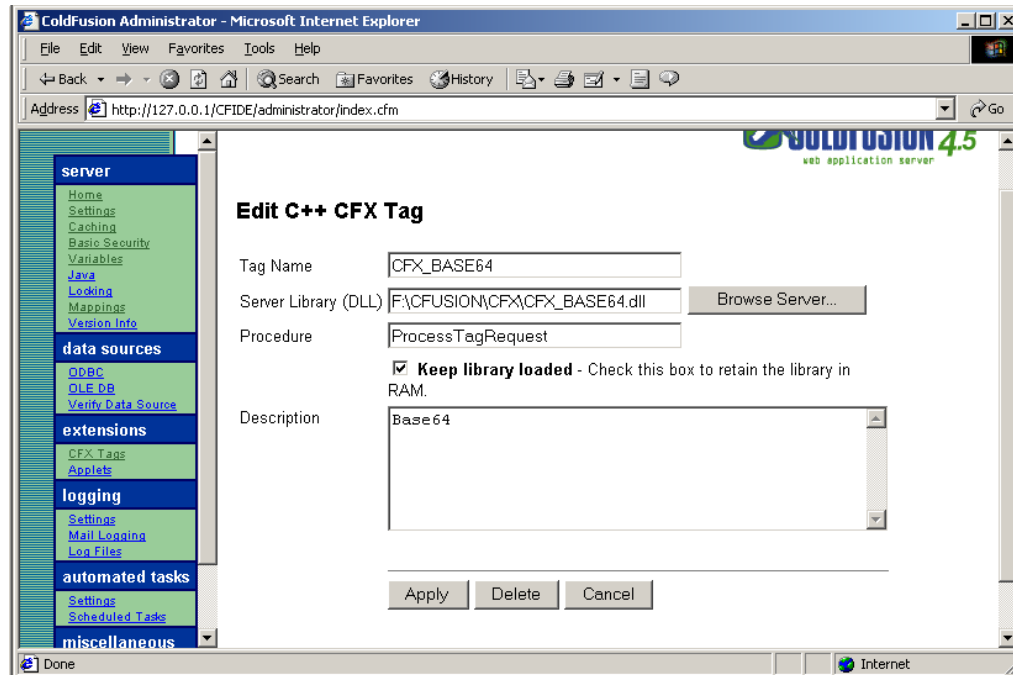 ColdFusion Administrator - Microsoft Internet Explorer
File Edit View Favorites Tools Help
Back Search Favorites History
Address http://127.0.0.1/CFIDE/administrator/index.cfm Go
COLDFUSION 4.5
web application server
server
Home
Settings
Caching
Basic Security
Variables
Java
Locking
Mappings
Version Info
data sources
ODBC
OLE DB
Verify Data Source
extensions
CFX Tags
Applets
logging
Settings
Mail Logging
Log Files
automated tasks
Settings
Scheduled Tasks
miscellaneous
Edit C++ CFX Tag
Tag Name CFX_BASE64
Server Library (DLL) F:\CFUSION\CFX\CFX_BASE64.dll Browse Server...
Procedure ProcessTagRequest
Keep library loaded - Check this box to retain the library in
RAM.
Description Base64
Apply Delete Cancel
Done Internet